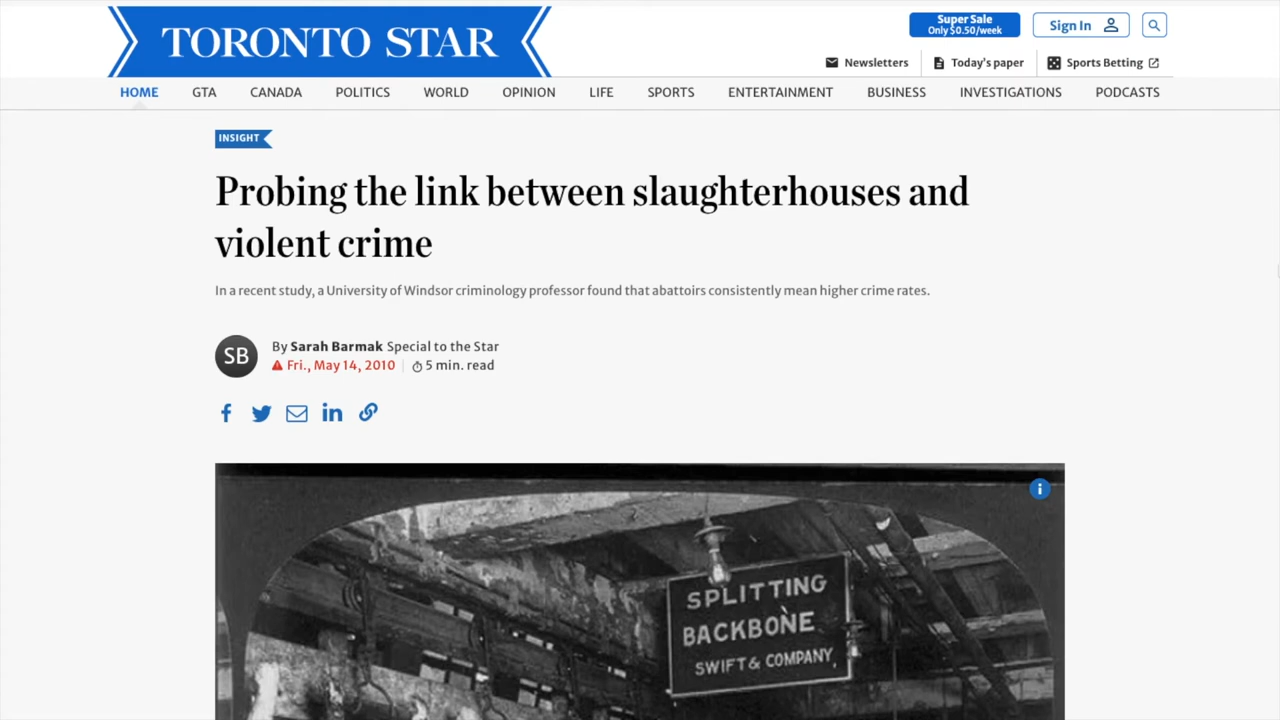 TORONTO STAR
Super Sale
Only $0.50/week
Sign In
Newsletters
Today's paper
Sports Betting
HOME
GTA
CANADA
POLITICS
WORLD
OPINION
LIFE
SPORTS
ENTERTAINMENT
BUSINESS
INVESTIGATIONS
PODCASTS
INSIGHT
Probing the link between slaughterhouses and
violent crime
In a recent study, a University of Windsor criminology professor found that abattoirs consistently mean higher crime rates.
SB
By Sarah Barmak Special to the Star
Fri., May 14, 2010
5 min. read
SPLITTING
BACKBONE
SWIFT & COMPANY,